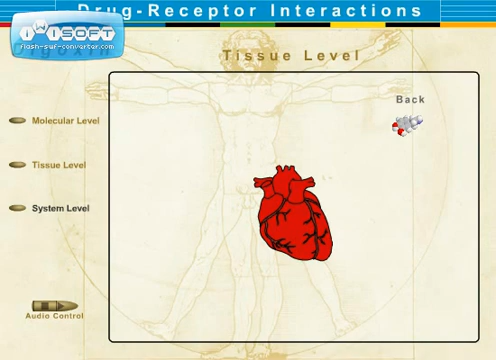 Drug-Receptor Interactions
iWiSOFT
flash-swf-converter.com
Digoxin
Tissue Level
Back
Molecular Level
Tissue Level
System Level
Audio Control